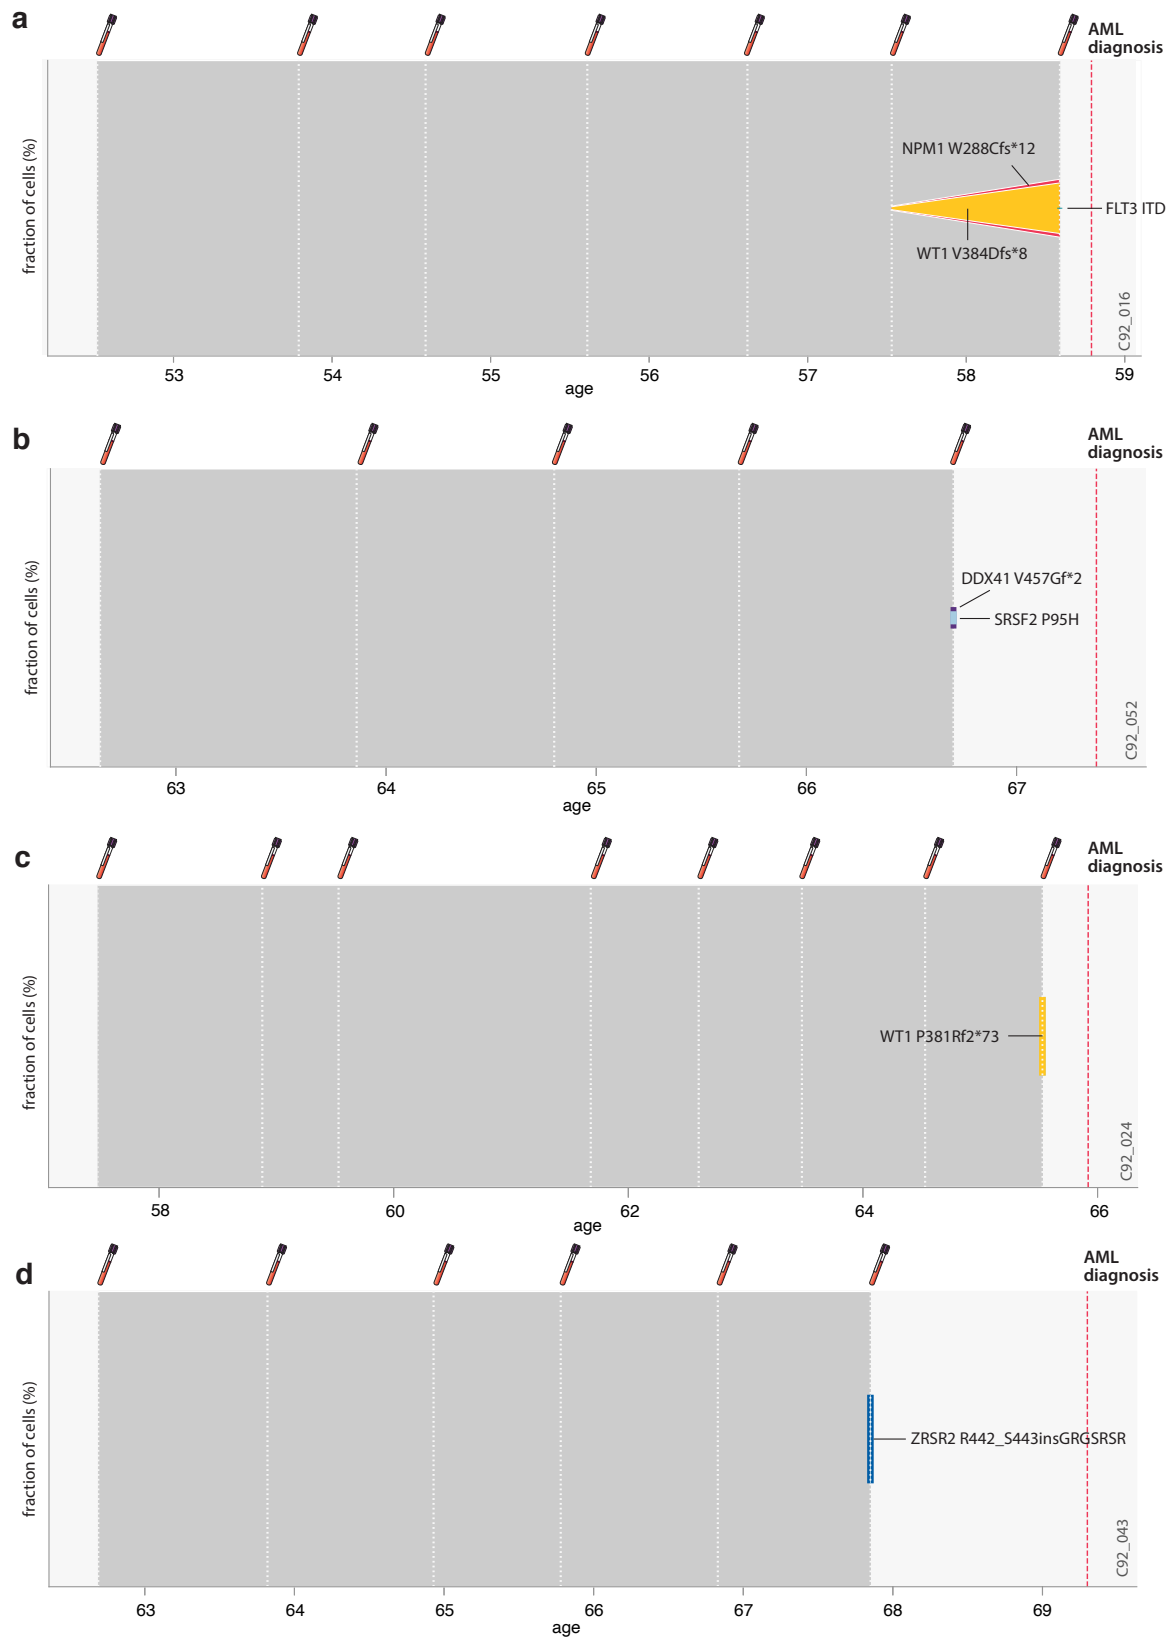 a
AML
diagnosis
fraction of cells (%)
NPM1 W288Cfs*12
FLT3 ITD
WT1 V384Dfs*8
C92_016
53 54 55 56 57 58 59
age
b
AML
diagnosis
fraction of cells (%)
DDX41 V457Gf*2
SRSF2 P95H
C92_052
63 64 65 66 67
age
c
AML
diagnosis
fraction of cells (%)
WT1 P381Rf2*73
C92_024
58 60 62 64 66
age
d
AML
diagnosis
fraction of cells (%)
ZRSR2 R442_S443insGRGSRSR
C92_043
63 64 65 66 67 68 69
age